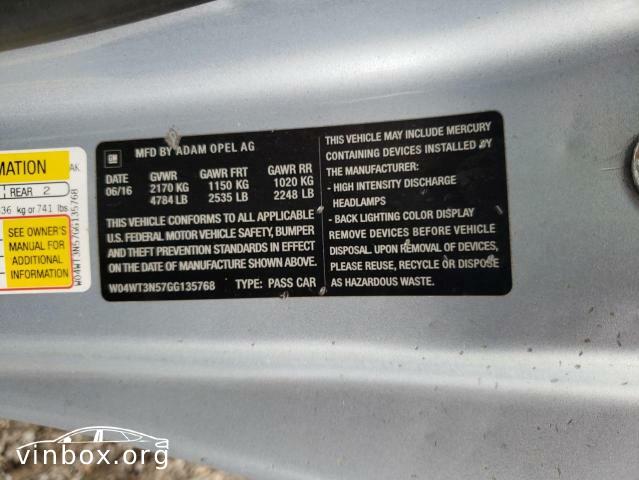 MATION
AK
REAR 2
36 kg or 741 lbs
SEE OWNER'S
MANUAL FOR
ADDITIONAL
INFORMATION
W04WT3N57GG135768
GM
MFD BY ADAM OPEL AG
DATE GVWR GAWR FRT GAWR RR
06/16 2170 KG 1150 KG 1020 KG
4784 LB 2535 LB 2248 LB
THIS VEHICLE CONFORMS TO ALL APPLICABLE
U.S. FEDERAL MOTOR VEHICLE SAFETY, BUMPER
AND THEFT PREVENTION STANDARDS IN EFFECT
ON THE DATE OF MANUFACTURE SHOWN ABOVE.
W04WT3N57GG135768 TYPE: PASS CAR
THIS VEHICLE MAY INCLUDE MERCURY
CONTAINING DEVICES INSTALLED BY
THE MANUFACTURER:
- HIGH INTENSITY DISCHARGE
HEADLAMPS
- BACK LIGHTING COLOR DISPLAY
REMOVE DEVICES BEFORE VEHICLE
DISPOSAL. UPON REMOVAL OF DEVICES,
PLEASE REUSE, RECYCLE OR DISPOSE
AS HAZARDOUS WASTE.
vinbox.org